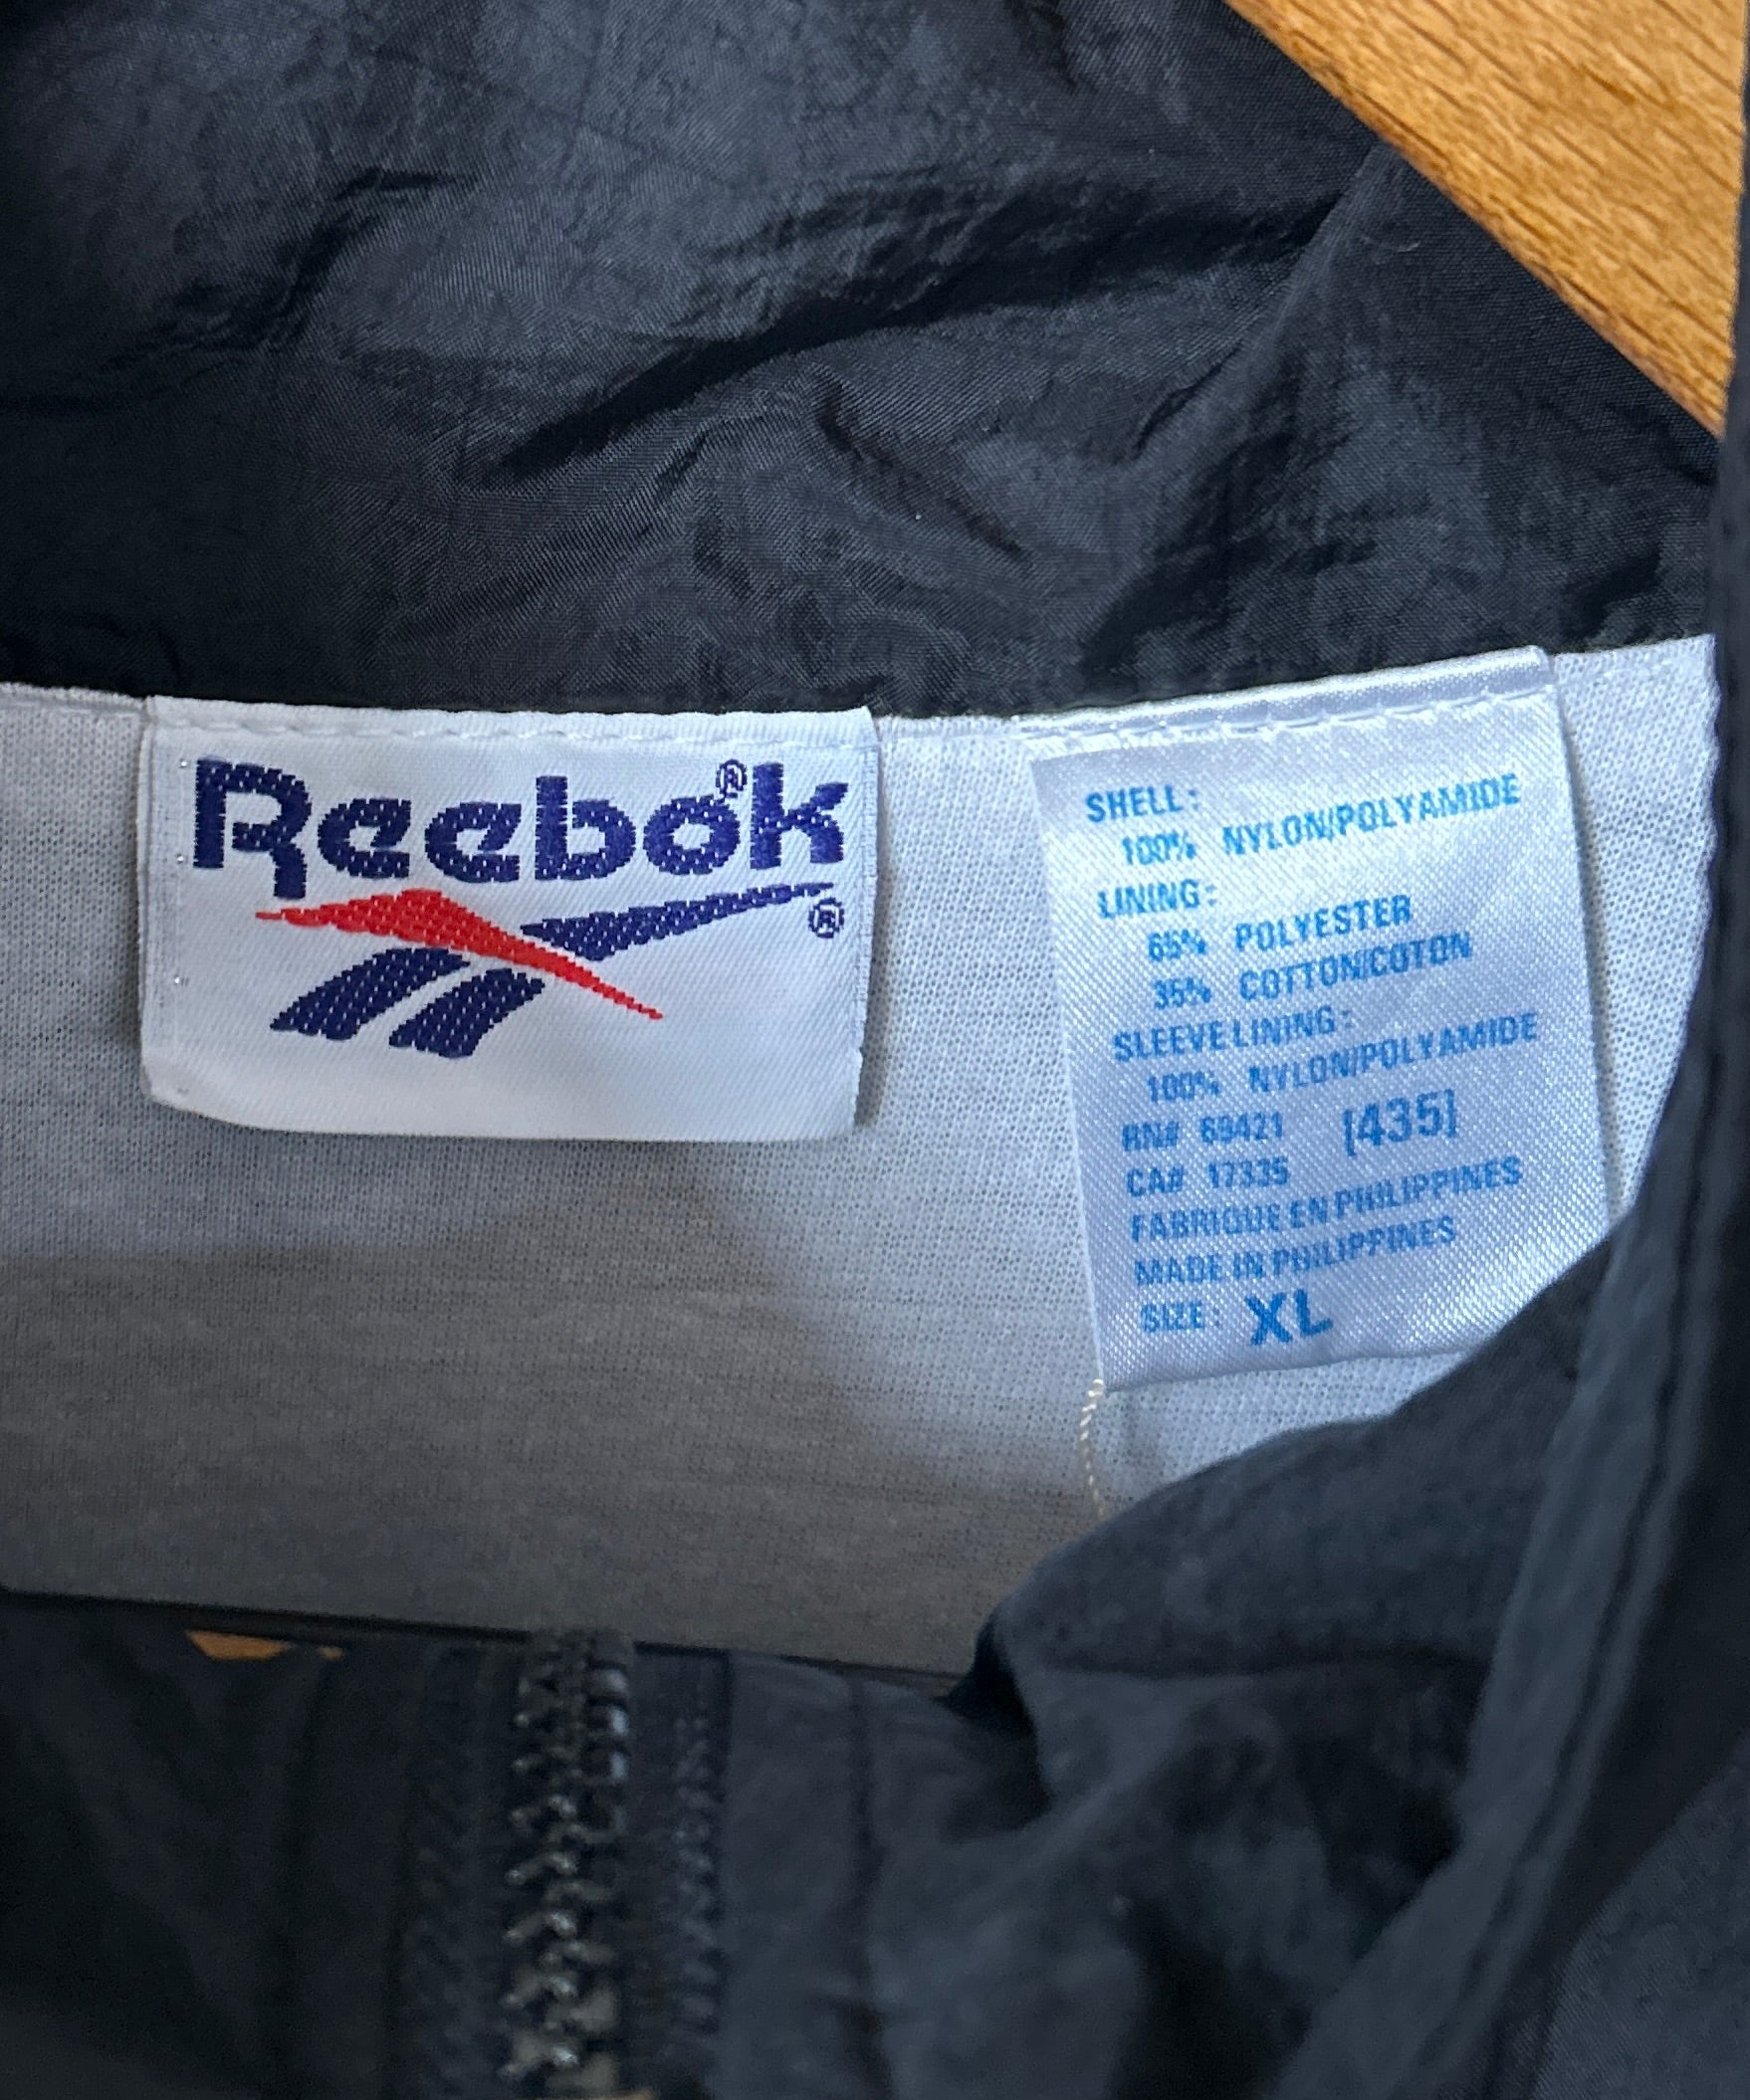 Reebok®
®
SHELL:
100% NYLON/POLYAMIDE
LINING:
65% POLYESTER
35% COTTON/COTON
SLEEVE LINING:
100% NYLON/POLYAMIDE
RN# 69421 [435]
CA# 17335
FABRIQUE EN PHILIPPINES
MADE IN PHILIPPINES
SIZE: XL